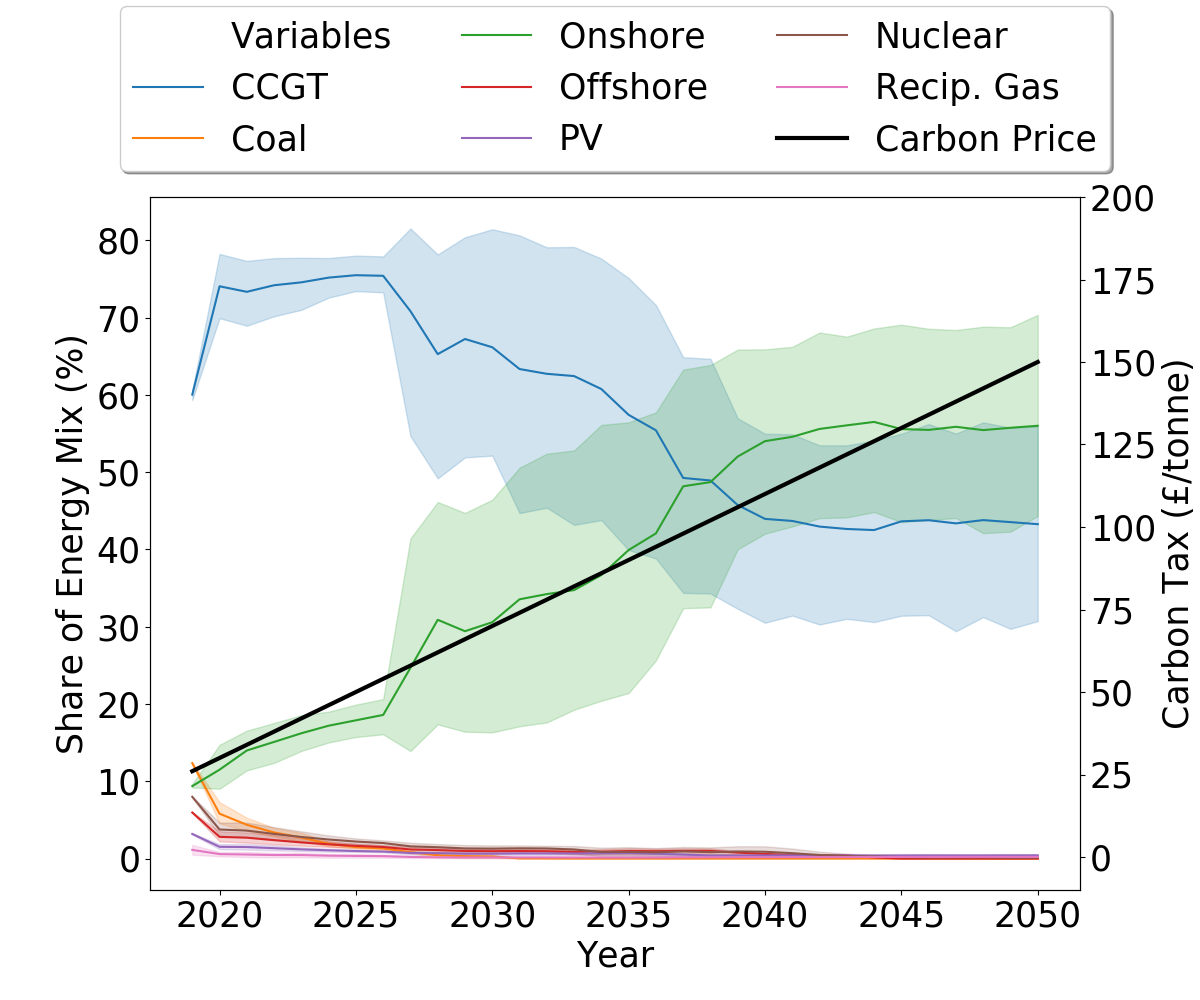 Variables Onshore Nuclear
CCGT Offshore Recip. Gas
Coal PV Carbon Price
200
80
175
70
150
60
125
50
100
40
75
30
50
20
25
10
0
0
Share of Energy Mix (%)
Carbon Tax (£/tonne)
2020 2025 2030 2035 2040 2045 2050
Year